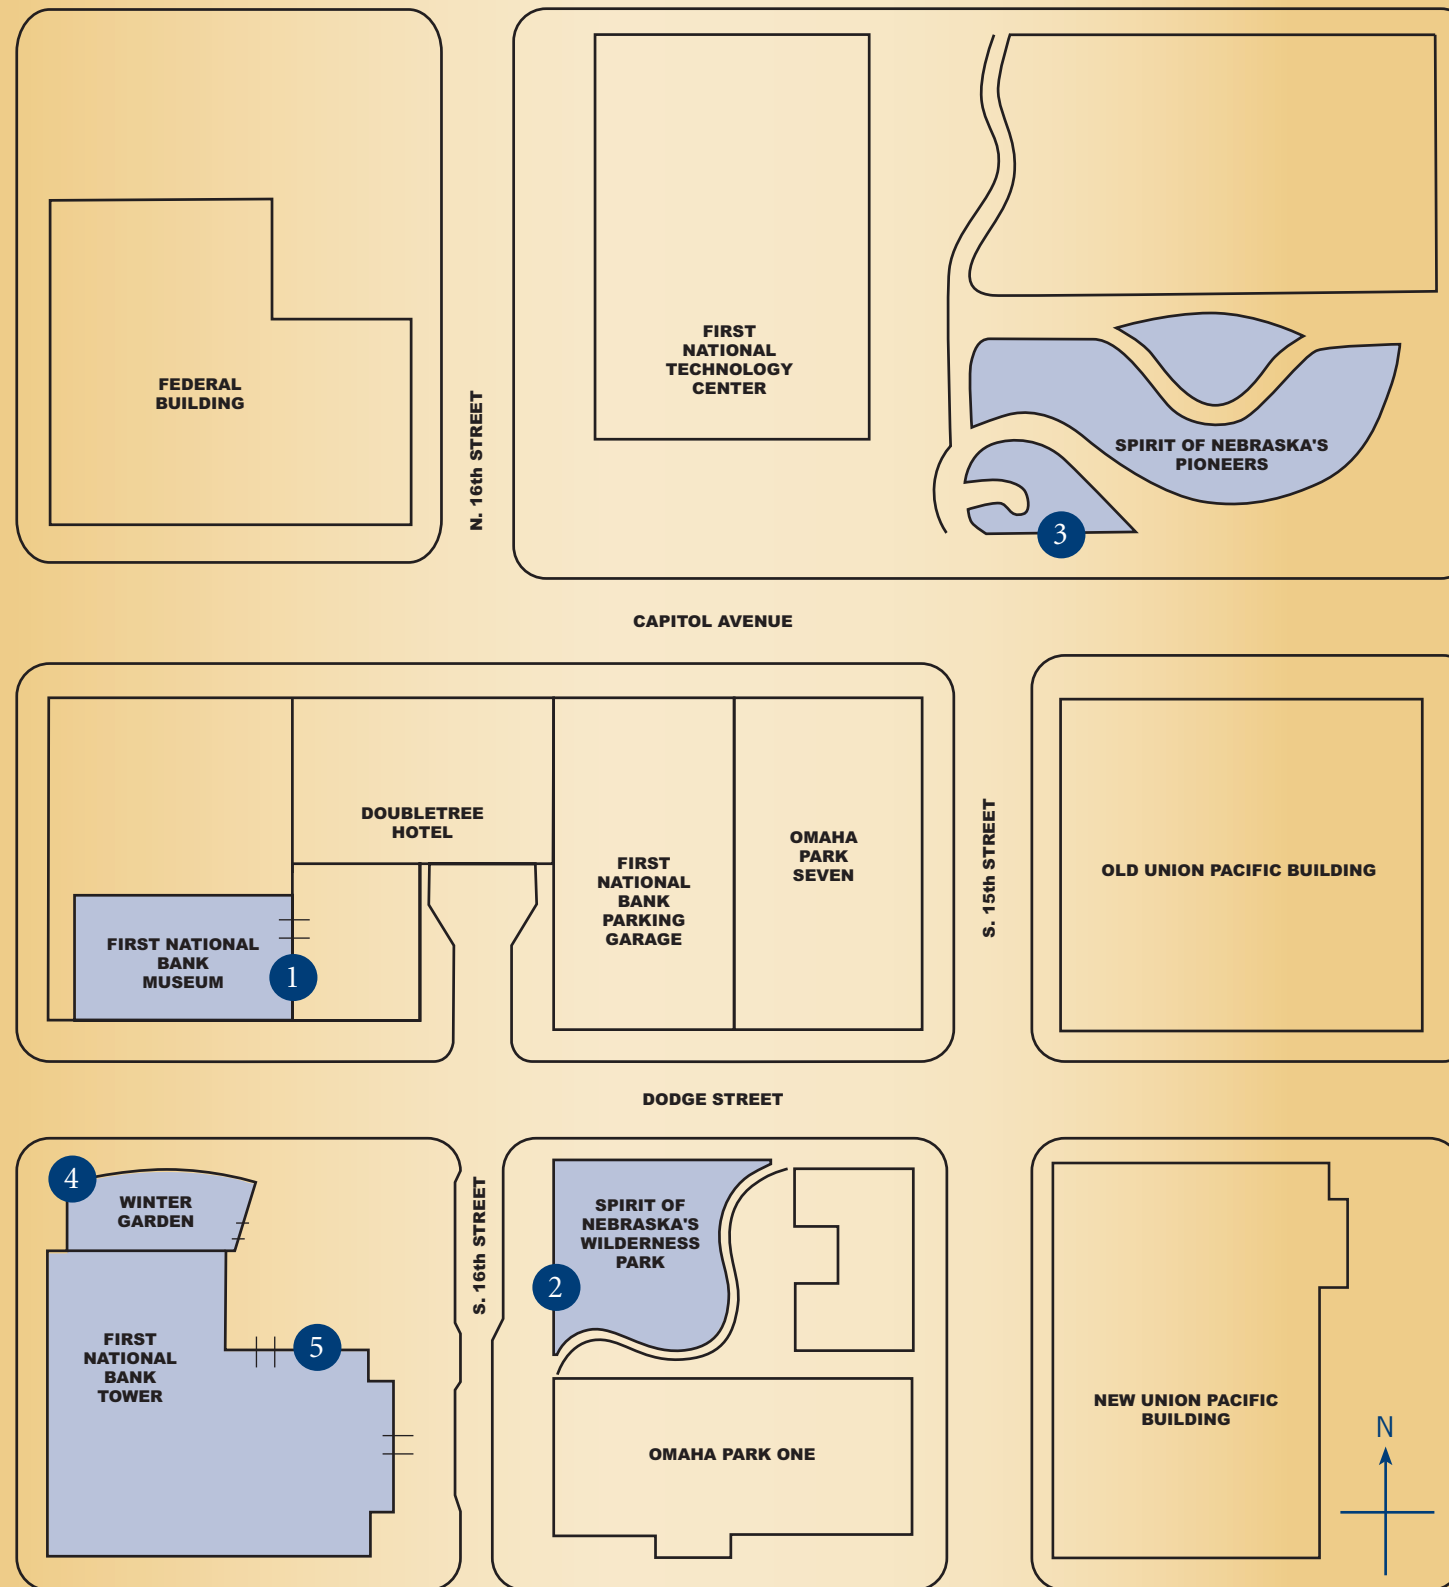 FEDERAL
BUILDING
N. 16th STREET
FIRST
NATIONAL
TECHNOLOGY
CENTER
SPIRIT OF NEBRASKA'S
PIONEERS
3
CAPITOL AVENUE
DOUBLETREE
HOTEL
FIRST NATIONAL
BANK
MUSEUM
1
FIRST
NATIONAL
BANK
PARKING
GARAGE
OMAHA
PARK
SEVEN
S. 15th STREET
OLD UNION PACIFIC BUILDING
DODGE STREET
4
WINTER
GARDEN
FIRST
NATIONAL
BANK
TOWER
5
S. 16th STREET
SPIRIT OF
NEBRASKA'S
WILDERNESS
PARK
2
OMAHA PARK ONE
NEW UNION PACIFIC
BUILDING
N